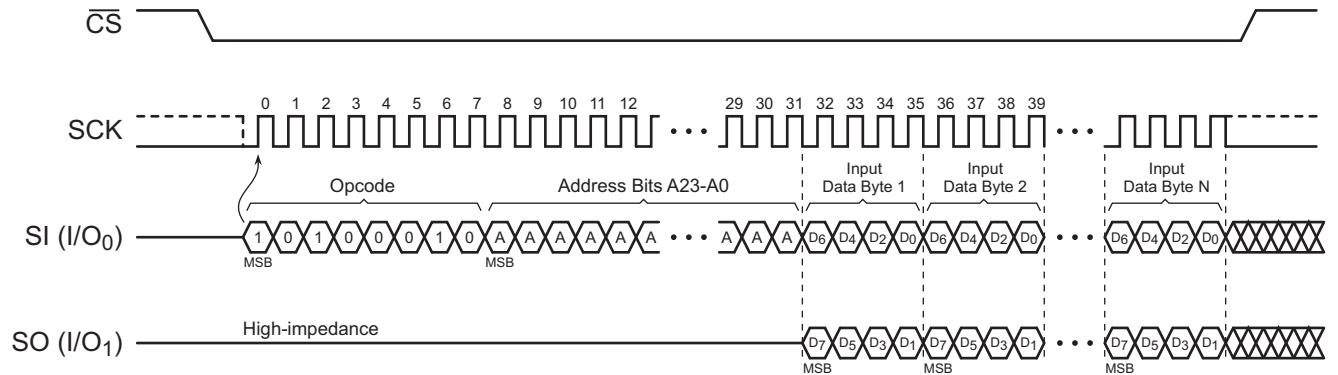 CS
0 1 2 3 4 5 6 7 8 9 10 11 12 29 30 31 32 33 34 35 36 37 38 39
SCK
Opcode Address Bits A23-A0 Input Data Byte 1 Input Data Byte 2 Input Data Byte N
SI (I/O0) 1 0 1 0 0 0 1 0 A A A A A A A A A D6 D4 D2 D0 D6 D4 D2 D0 D6 D4 D2 D0
MSB MSB
High-impedance
SO (I/O1) D7 D5 D3 D1 D7 D5 D3 D1 D7 D5 D3 D1
MSB MSB MSB